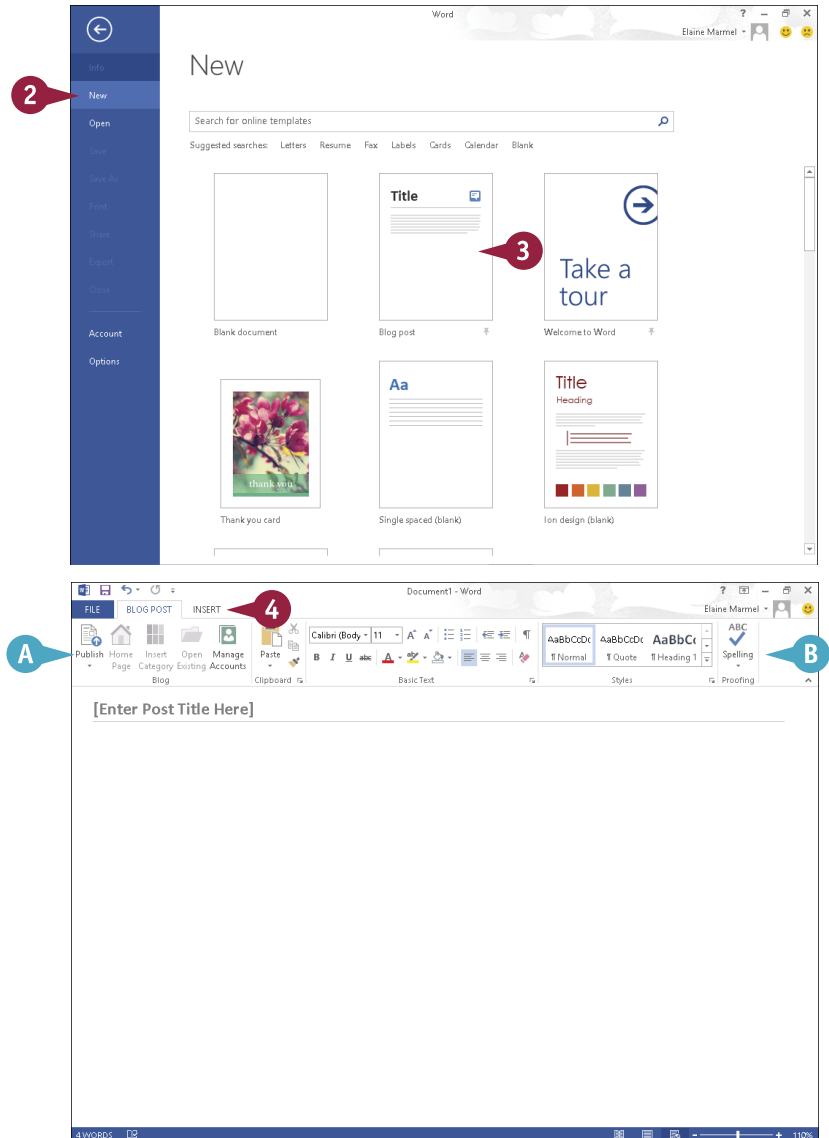 Word
?
Elaine Marmel
Info
New
New
2
Open
Search for online templates
Save
Suggested searches: Letters Resume Fax Labels Cards Calendar Blank
Save As
Print
Share
Export
Close
Account
Options
Title
3
Take a
tour
Blank document
Blog post
Welcome to Word
thank you
Aa
Title
Heading
Thank you card
Single spaced (blank)
Ion design (blank)
Document1 - Word
?
FILE BLOG POST INSERT
4
Elaine Marmel
A
Publish
Home Page
Insert Category
Open Existing
Manage Accounts
Blog
Paste
Clipboard
Calibri (Body 11
A A
B I U abc A aby
Basic Text
AaBbCcDc AaBbCcDc AaBbCc
¶ Normal ¶ Quote ¶ Heading 1
Styles
ABC
Spelling
Proofing
B
[Enter Post Title Here]
4 WORDS
110%